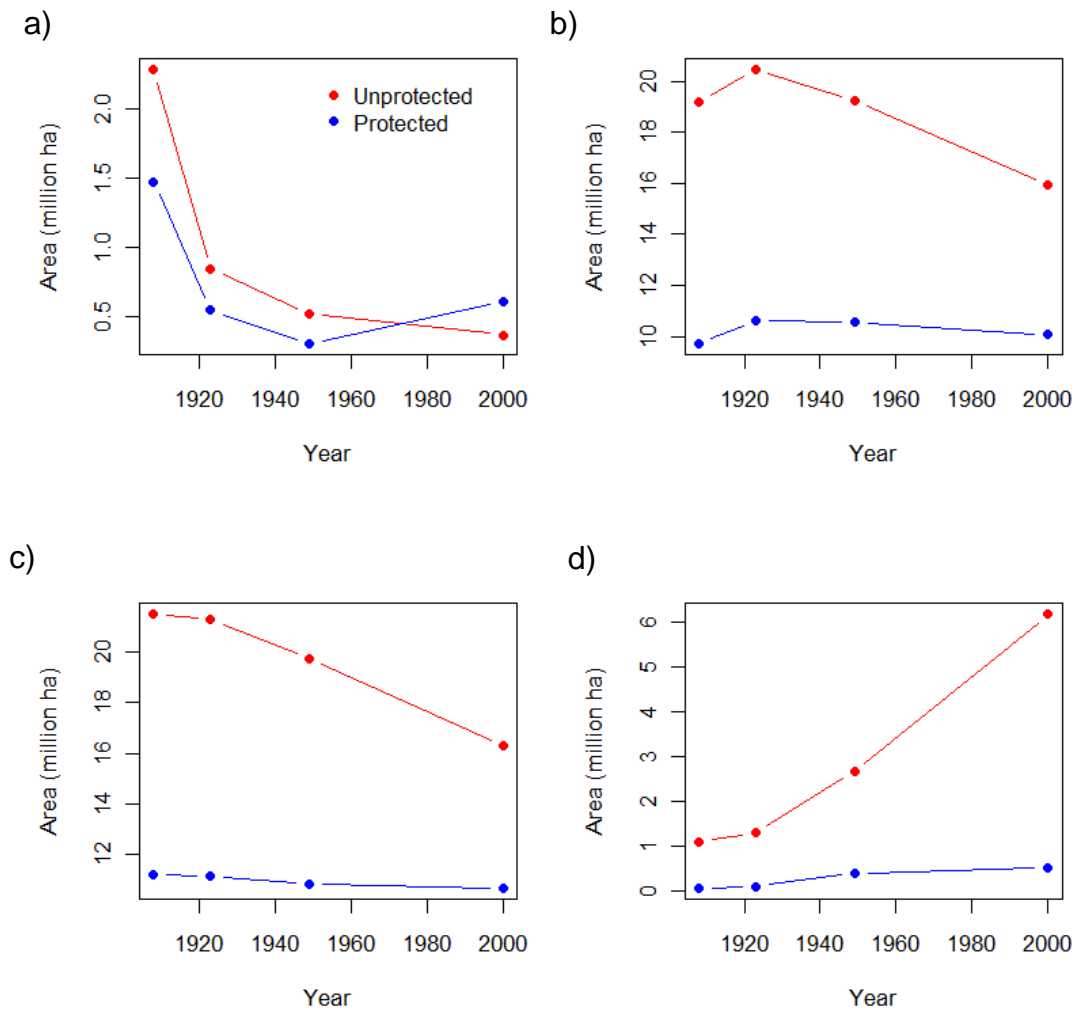 a)
Area (million ha)
0.5 1.0 1.5 2.0
Unprotected
Protected
1920 1940 1960 1980 2000
Year
b)
Area (million ha)
10 12 14 16 18 20
1920 1940 1960 1980 2000
Year
c)
Area (million ha)
12 14 16 18 20
1920 1940 1960 1980 2000
Year
d)
Area (million ha)
0 1 2 3 4 5 6
1920 1940 1960 1980 2000
Year